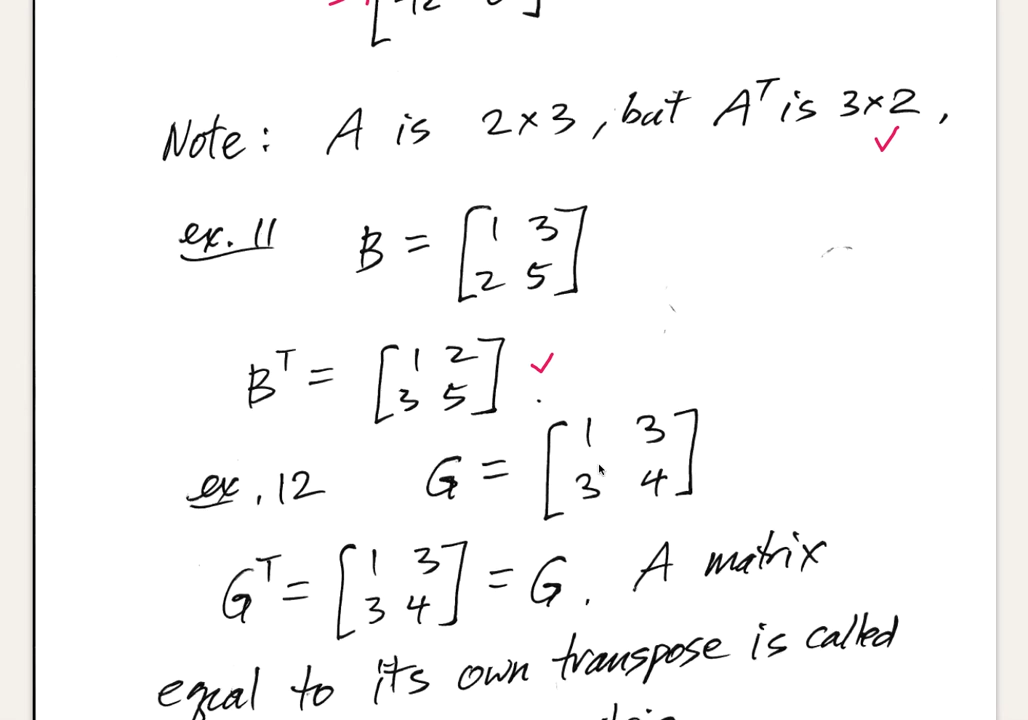 Note: A is 2×3, but Aᵀ is 3×2,
ex. 11 B = [1 3
2 5]
Bᵀ = [1 2
3 5].
ex. 12 G = [1 3
3 4]
Gᵀ = [1 3
3 4] = G. A matrix
equal to its own transpose is called